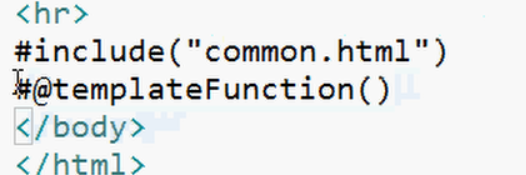 <hr>
#include("common.html")
#@templateFunction()
</body>
</html>